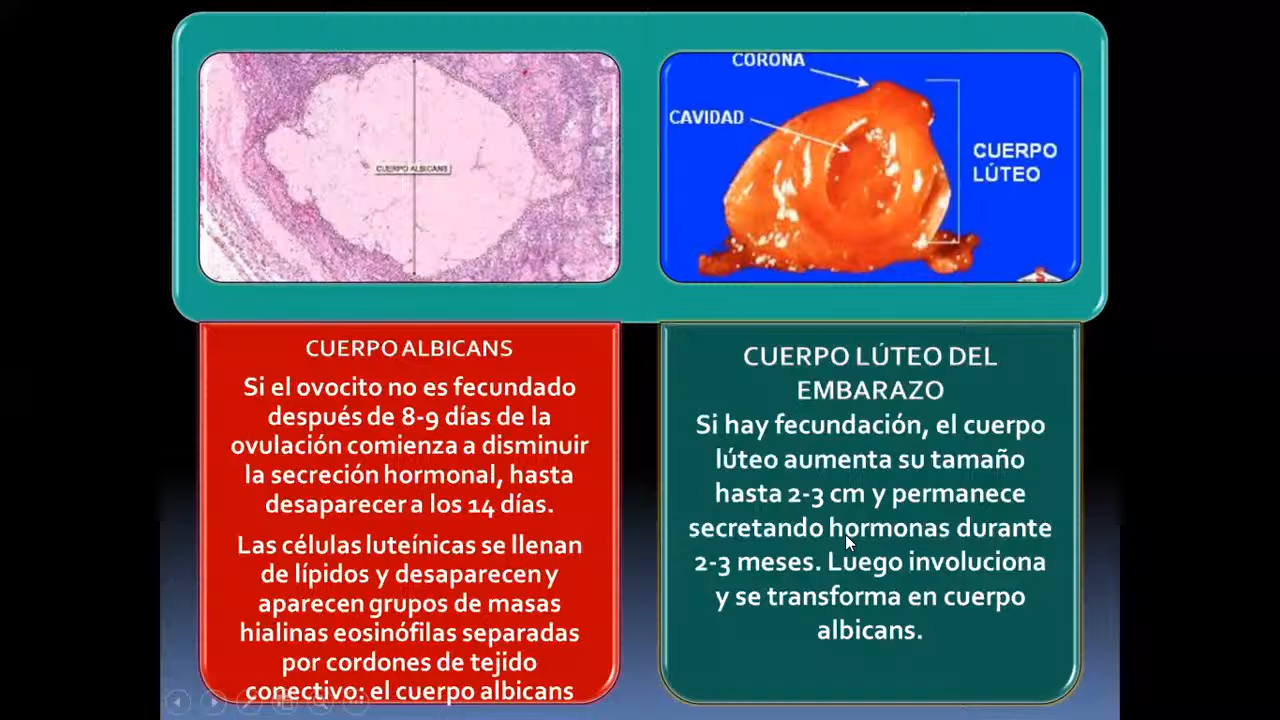 CUERPO ALBICANS
CORONA
CAVIDAD
CUERPO
LÚTEO
CUERPO ALBICANS
Si el ovocito no es fecundado
después de 8-9 días de la
ovulación comienza a disminuir
la secreción hormonal, hasta
desaparecer a los 14 días.
Las células luteínicas se llenan
de lípidos y desaparecen y
aparecen grupos de masas
hialinas eosinófilas separadas
por cordones de tejido
conectivo: el cuerpo albicans
CUERPO LÚTEO DEL
EMBARAZO
Si hay fecundación, el cuerpo
lúteo aumenta su tamaño
hasta 2-3 cm y permanece
secretando hormonas durante
2-3 meses. Luego involuciona
y se transforma en cuerpo
albicans.